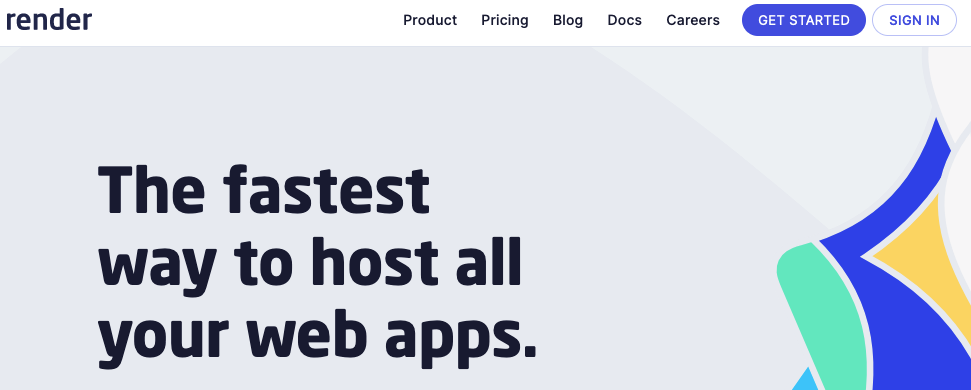 render Product Pricing Blog Docs Careers GET STARTED SIGN IN
The fastest
way to host all
your web apps.